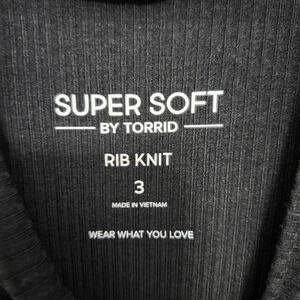 SUPER SOFT
BY TORRID
RIB KNIT
3
MADE IN VIETNAM
WEAR WHAT YOU LOVE